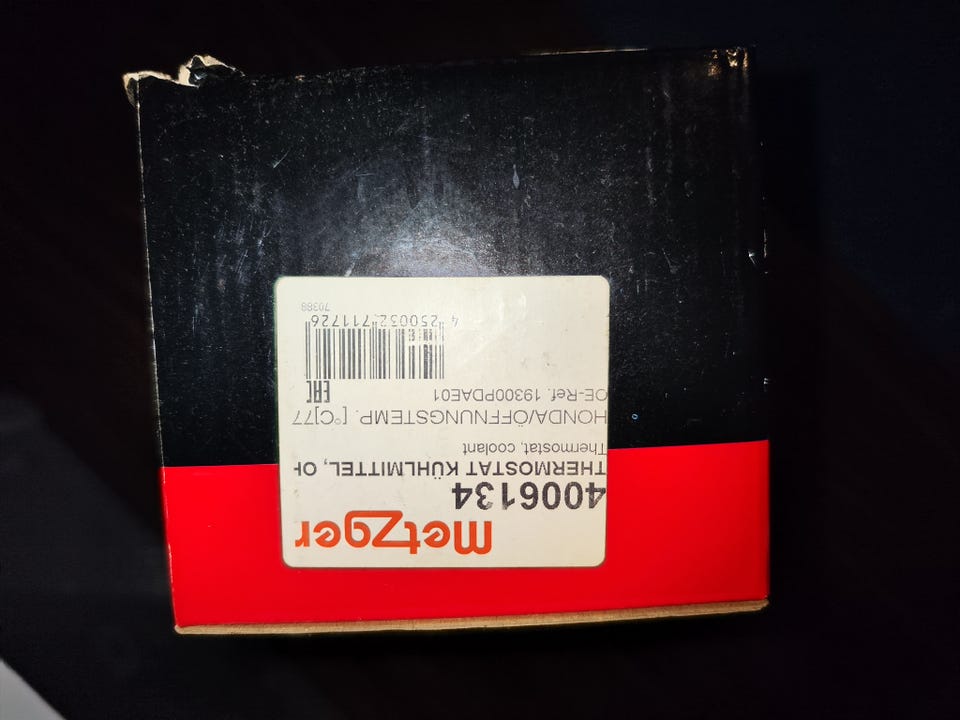 metzger
4006134
THERMOSTAT KÜHLMITTEL, OH
Thermostat, coolant
HONDA/ÖFFNUNGSTEMP. [°C]77
OE-Ref. 19300PDAE01
EAC
4 250032 711726
70388